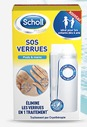 Scholl
SOS
VERRUES
Pieds & mains
ÉLIMINE
LES VERRUES
EN 1 TRAITEMENT
Traitement par Cryothérapie